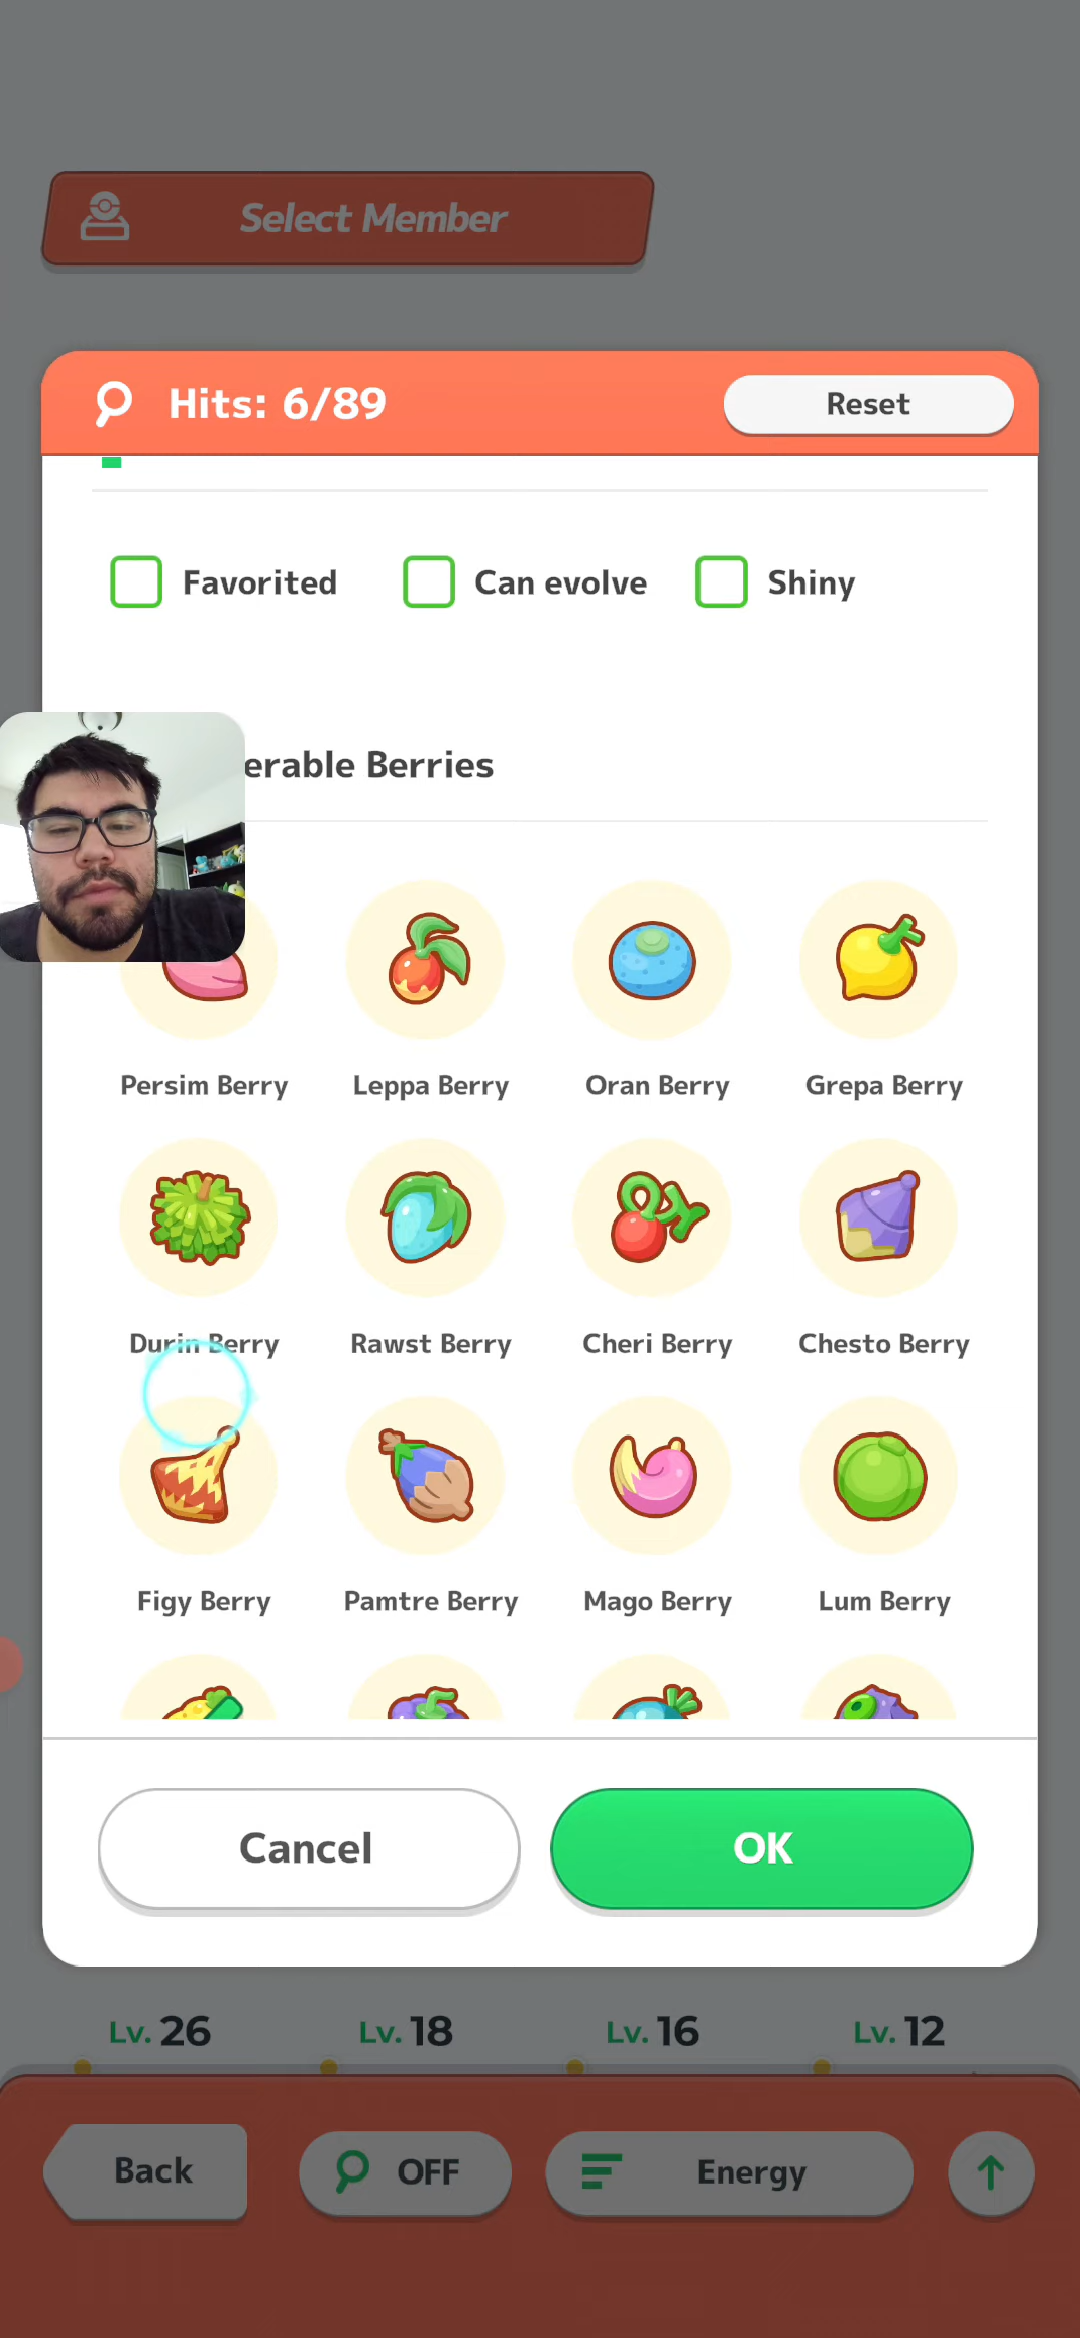 Select Member
Hits: 6/89
Reset
Favorited
Can evolve
Shiny
erable Berries
Persim Berry
Leppa Berry
Oran Berry
Grepa Berry
Durin Berry
Rawst Berry
Cheri Berry
Chesto Berry
Figy Berry
Pamtre Berry
Mago Berry
Lum Berry
Cancel
OK
Lv. 26
Lv. 18
Lv. 16
Lv. 12
Back
OFF
Energy